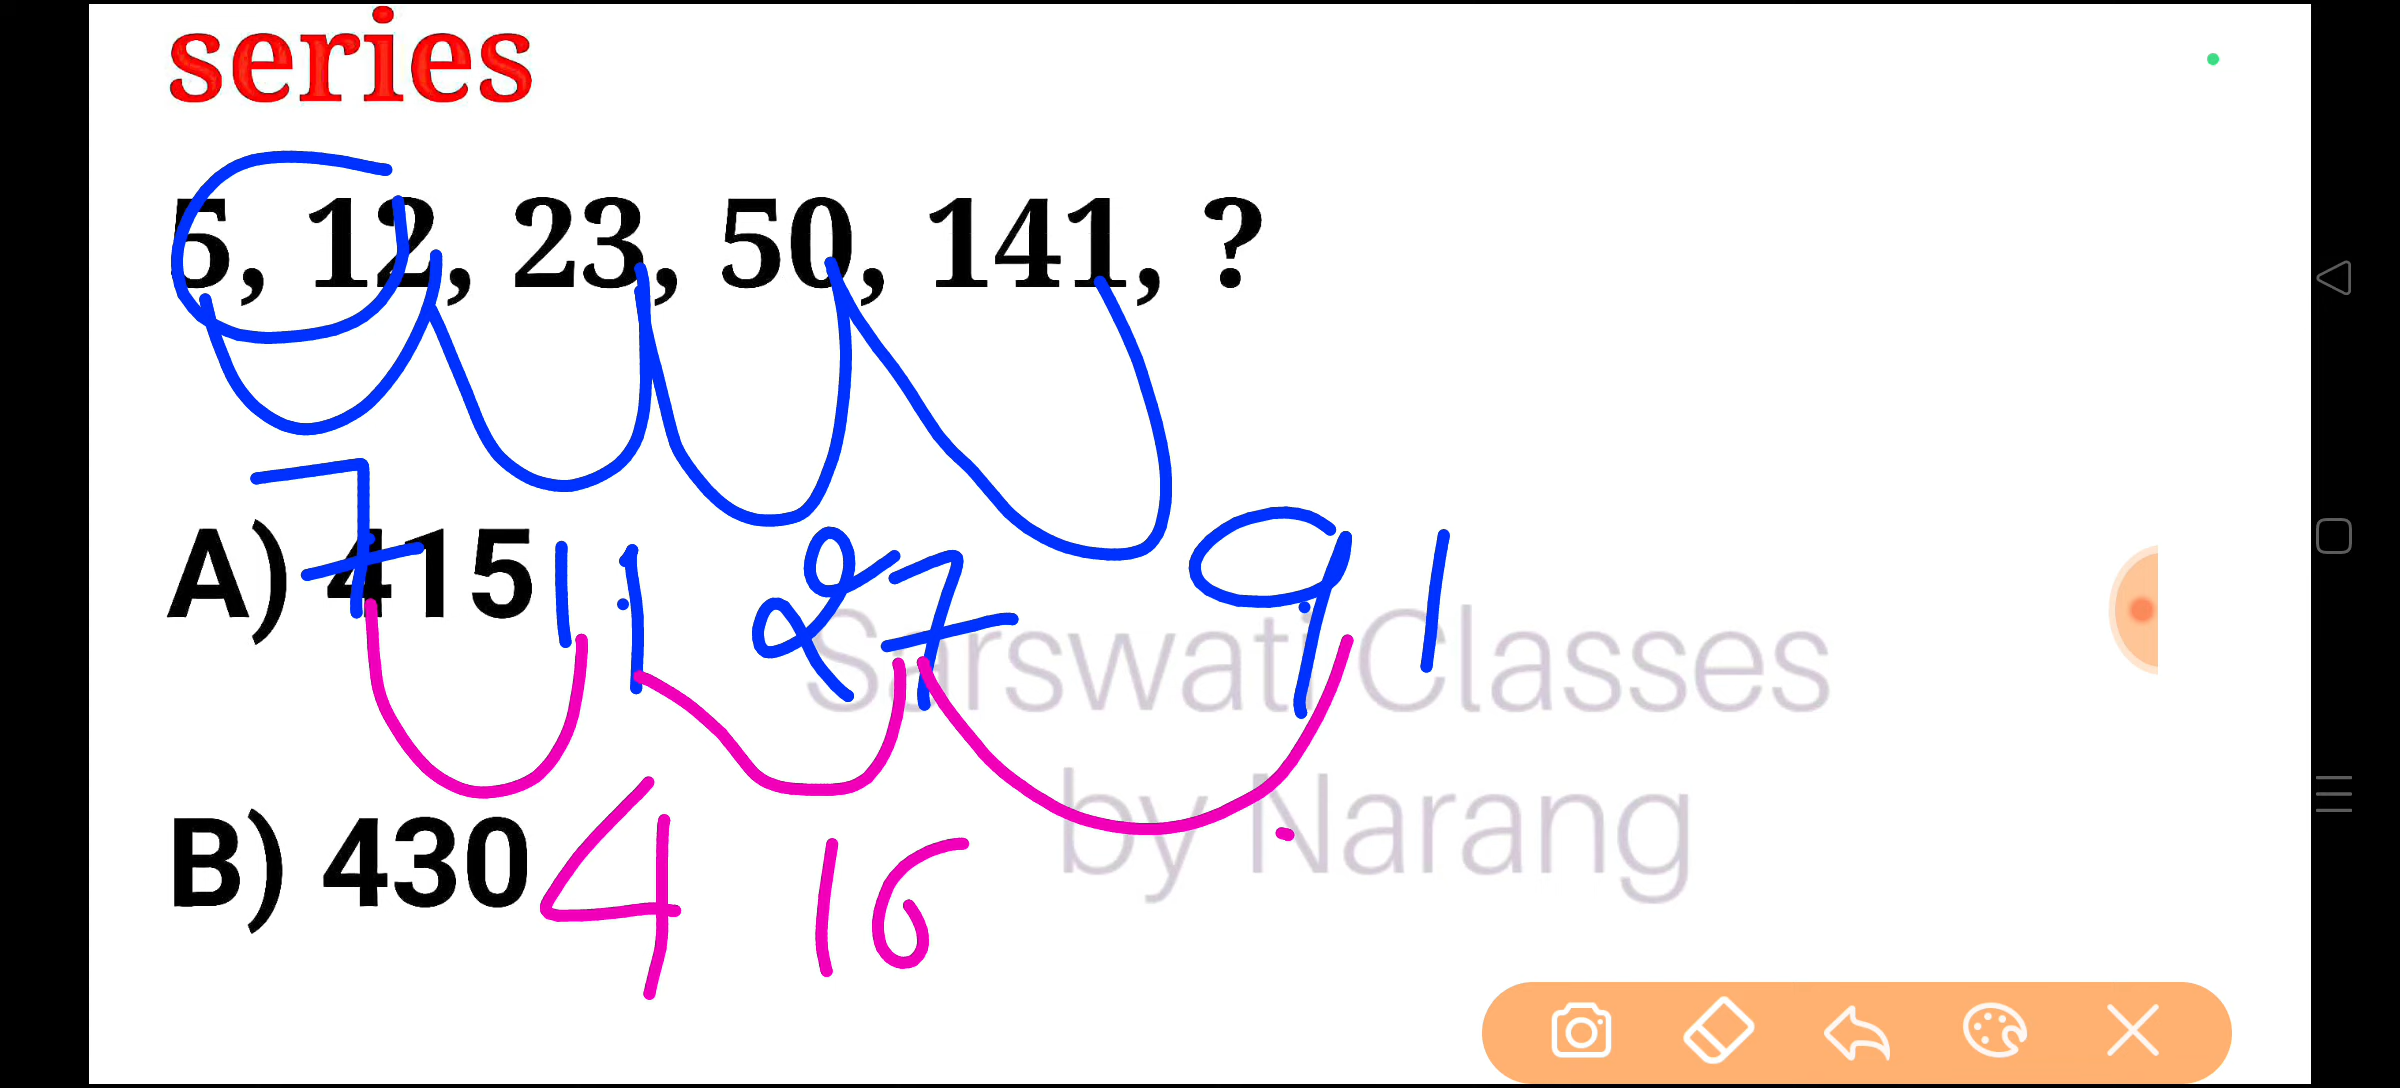 series
5, 12, 23, 50, 141, ?
7 11 27 91
A) 415
Sarswati Classes
by Narang
B) 430
4 16